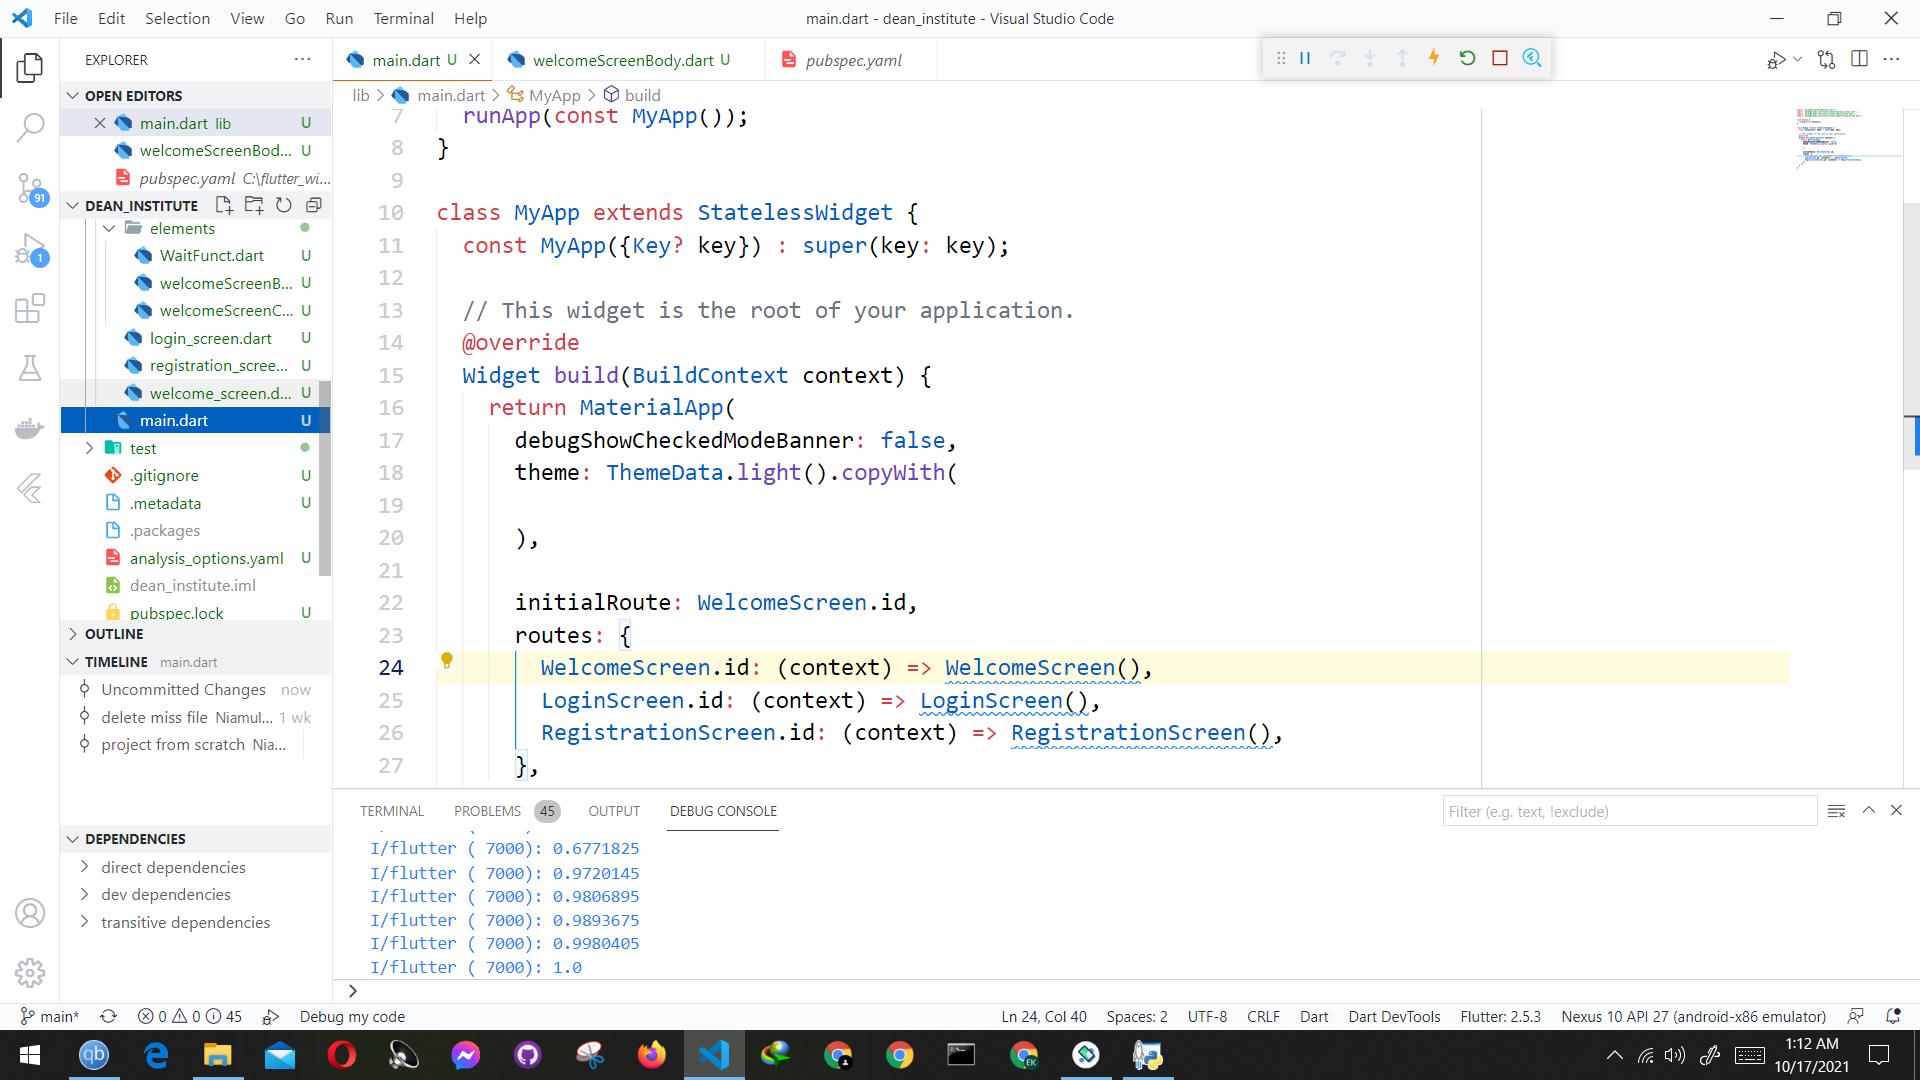 File Edit Selection View Go Run Terminal Help
main.dart - dean_institute - Visual Studio Code
EXPLORER
main.dart U
welcomeScreenBody.dart U
pubspec.yaml
OPEN EDITORS
main.dart lib U
welcomeScreenBod... U
pubspec.yaml C:\flutter_wi...
DEAN_INSTITUTE
elements
WaitFunct.dart U
welcomeScreenB... U
welcomeScreenC... U
login_screen.dart U
registration_scree... U
welcome_screen.d... U
main.dart U
test
.gitignore U
.metadata U
.packages
analysis_options.yaml U
dean_institute.iml
pubspec.lock U
OUTLINE
TIMELINE main.dart
Uncommitted Changes now
delete miss file Niamul... 1 wk
project from scratch Nia...
DEPENDENCIES
direct dependencies
dev dependencies
transitive dependencies
91
1
lib > main.dart > MyApp > build
7 runApp(const MyApp());
8 }
9
10 class MyApp extends StatelessWidget {
11 const MyApp({Key? key}) : super(key: key);
12
13 // This widget is the root of your application.
14 @override
15 Widget build(BuildContext context) {
16 return MaterialApp(
17 debugShowCheckedModeBanner: false,
18 theme: ThemeData.light().copyWith(
19
20 ),
21
22 initialRoute: WelcomeScreen.id,
23 routes: {
24 WelcomeScreen.id: (context) => WelcomeScreen(),
25 LoginScreen.id: (context) => LoginScreen(),
26 RegistrationScreen.id: (context) => RegistrationScreen(),
27 },
TERMINAL PROBLEMS 45 OUTPUT DEBUG CONSOLE
Filter (e.g. text, !exclude)
I/flutter ( 7000): 0.6771825
I/flutter ( 7000): 0.9720145
I/flutter ( 7000): 0.9806895
I/flutter ( 7000): 0.9893675
I/flutter ( 7000): 0.9980405
I/flutter ( 7000): 1.0
>
main* 0 0 45 Debug my code
Ln 24, Col 40 Spaces: 2 UTF-8 CRLF Dart Dart DevTools Flutter: 2.5.3 Nexus 10 API 27 (android-x86 emulator)
qb
EK
1:12 AM
10/17/2021